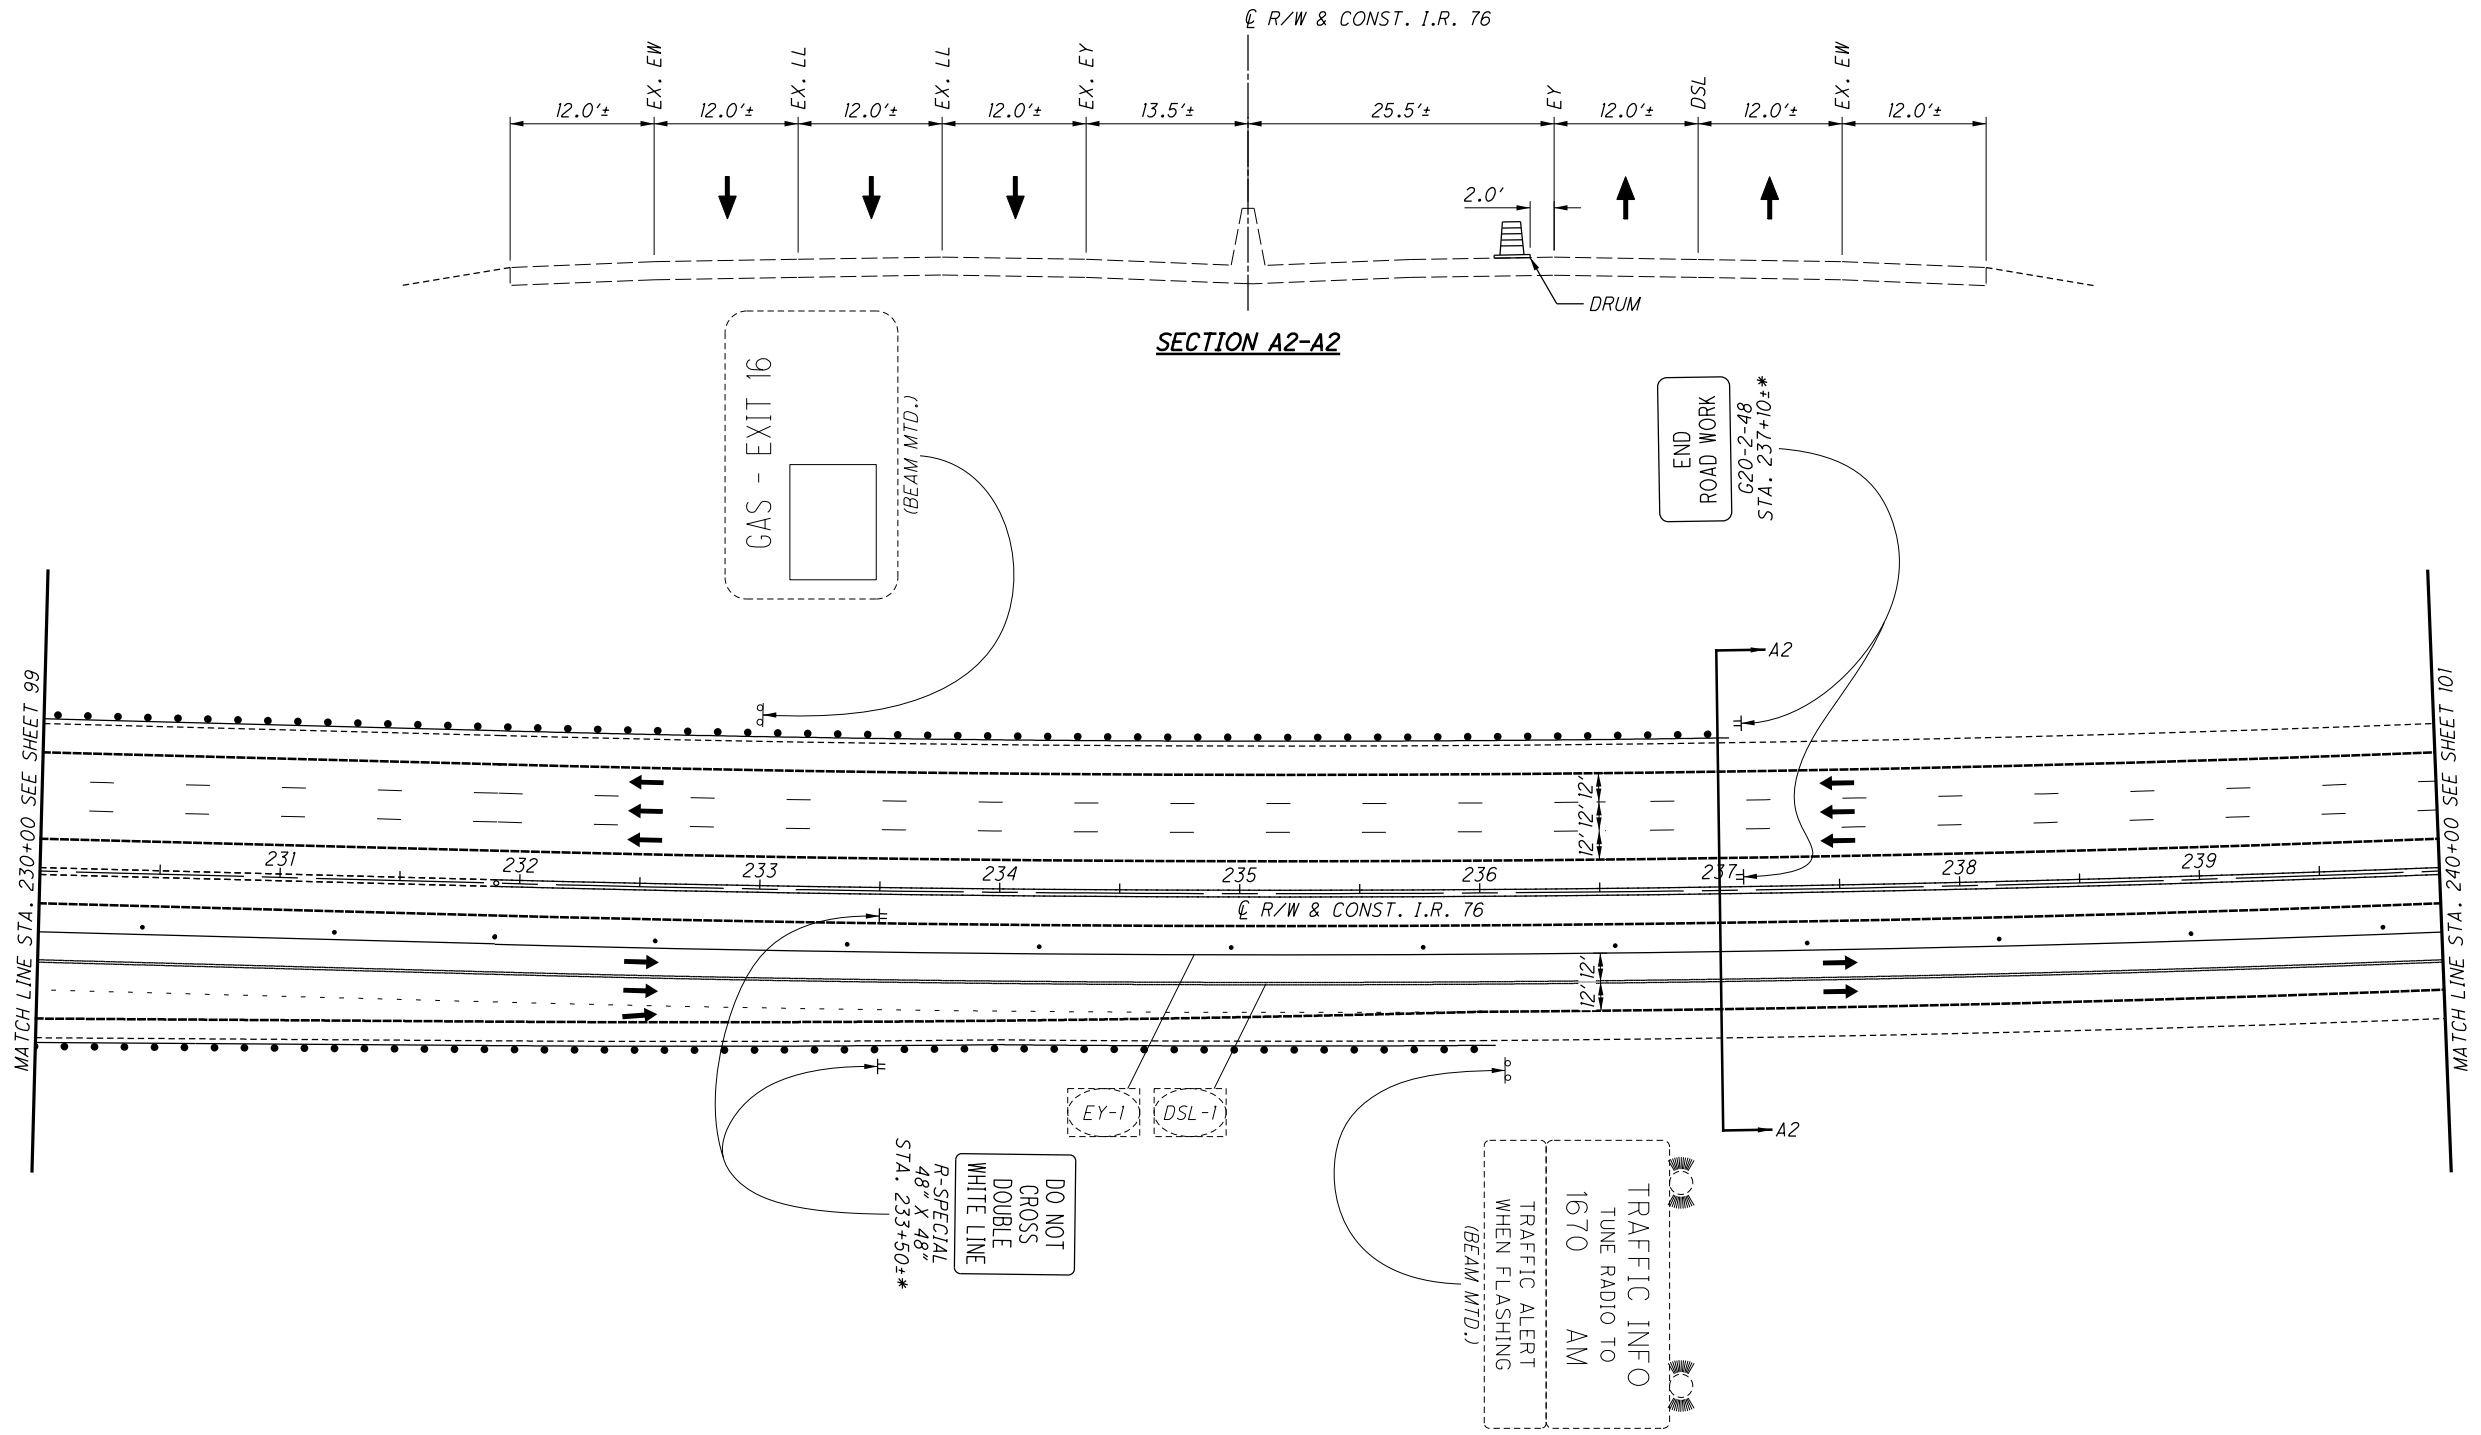 ℄ R/W & CONST. I.R. 76
EX. EW
EX. LL
EX. LL
EX. EY
EY
DSL
EX. EW
12.0'±
12.0'±
12.0'±
12.0'±
13.5'±
25.5'±
12.0'±
12.0'±
12.0'±
2.0'
DRUM
SECTION A2-A2
GAS - EXIT 16
(BEAM MTD.)
END
ROAD WORK
G20-2-48
STA. 237+10±*
MATCH LINE STA. 230+00 SEE SHEET 99
MATCH LINE STA. 240+00 SEE SHEET 101
A2
12'
12'
12'
231
232
233
234
235
236
237
238
239
℄ R/W & CONST. I.R. 76
12'
12'
EY-1
DSL-1
A2
DO NOT
CROSS
DOUBLE
WHITE LINE
R-SPECIAL
48" X 48"
STA. 233+50±*
TRAFFIC INFO
TUNE RADIO TO
1670 AM
TRAFFIC ALERT
WHEN FLASHING
(BEAM MTD.)